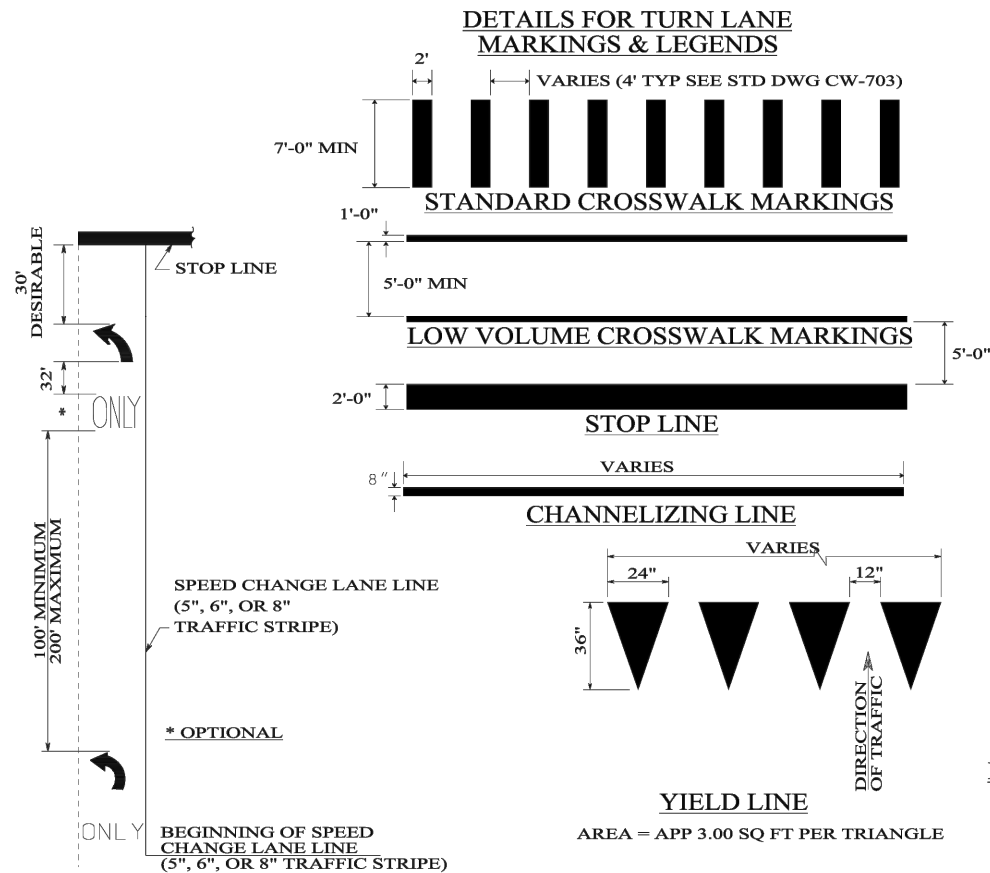 DETAILS FOR TURN LANE
MARKINGS & LEGENDS
2'
VARIES (4' TYP SEE STD DWG CW-703)
7'-0" MIN
STANDARD CROSSWALK MARKINGS
1'-0"
5'-0" MIN
LOW VOLUME CROSSWALK MARKINGS
5'-0"
2'-0"
STOP LINE
VARIES
8"
CHANNELIZING LINE
VARIES
24"
12"
36"
DIRECTION
OF TRAFFIC
YIELD LINE
AREA = APP 3.00 SQ FT PER TRIANGLE
STOP LINE
30'
DESIRABLE
32'
*
ONLY
100' MINIMUM
200' MAXIMUM
SPEED CHANGE LANE LINE
(5", 6", OR 8"
TRAFFIC STRIPE)
* OPTIONAL
ONLY
BEGINNING OF SPEED
CHANGE LANE LINE
(5", 6", OR 8" TRAFFIC STRIPE)